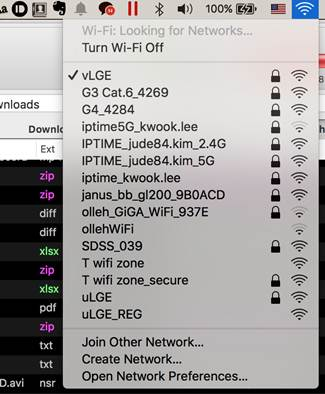 100%
Wi-Fi: Looking for Networks...
Turn Wi-Fi Off
vLGE
G3 Cat.6_4269
G4_4284
iptime5G_kwook.lee
IPTIME_jude84.kim_2.4G
IPTIME_jude84.kim_5G
iptime_kwook.lee
janus_bb_gl200_9B0ACD
olleh_GiGA_WiFi_937E
ollehWiFi
SDSS_039
T wifi zone
T wifi zone_secure
uLGE
uLGE_REG
Join Other Network...
Create Network...
Open Network Preferences...
wnloads
Downlo
Ext
zip
zip
diff
diff
xlsx
zip
xlsx
pdf
zip
txt
txt
D.avi nsr